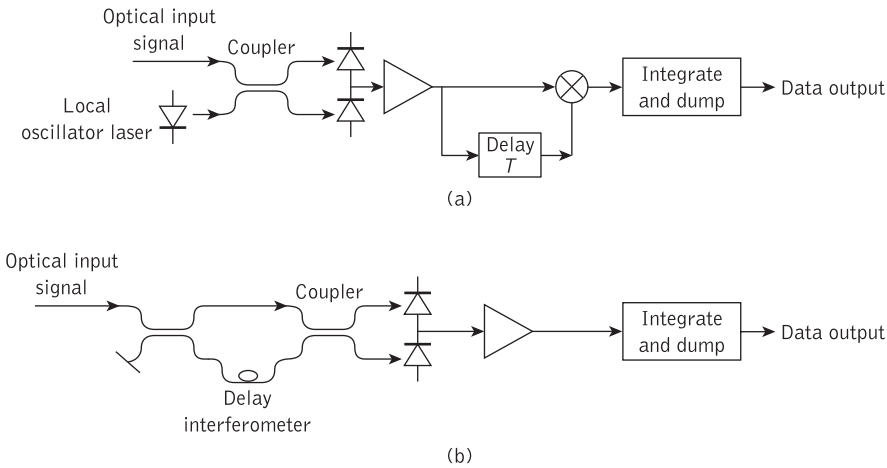 Optical input
signal
Coupler
Local
oscillator laser
Delay
T
Integrate
and dump
Data output
(a)
Optical input
signal
Coupler
Delay
interferometer
Integrate
and dump
Data output
(b)